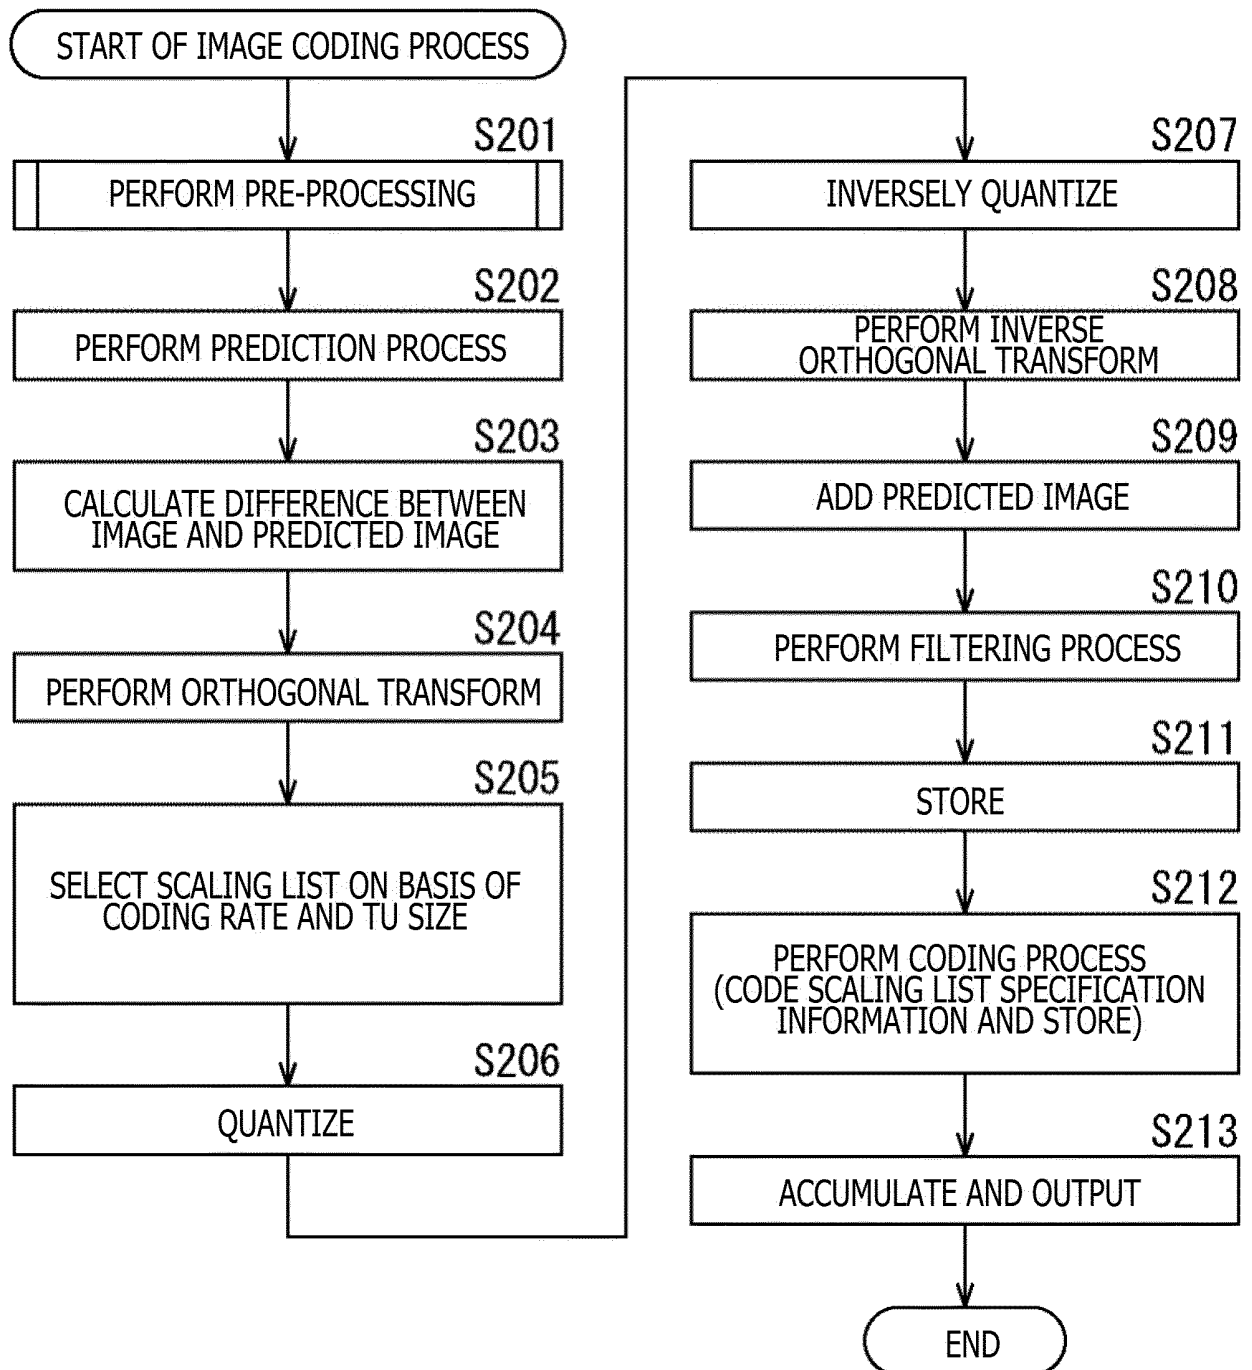 START OF IMAGE CODING PROCESS
S201
PERFORM PRE-PROCESSING
S202
PERFORM PREDICTION PROCESS
S203
CALCULATE DIFFERENCE BETWEEN
IMAGE AND PREDICTED IMAGE
S204
PERFORM ORTHOGONAL TRANSFORM
S205
SELECT SCALING LIST ON BASIS OF
CODING RATE AND TU SIZE
S206
QUANTIZE
S207
INVERSELY QUANTIZE
S208
PERFORM INVERSE
ORTHOGONAL TRANSFORM
S209
ADD PREDICTED IMAGE
S210
PERFORM FILTERING PROCESS
S211
STORE
S212
PERFORM CODING PROCESS
(CODE SCALING LIST SPECIFICATION
INFORMATION AND STORE)
S213
ACCUMULATE AND OUTPUT
END